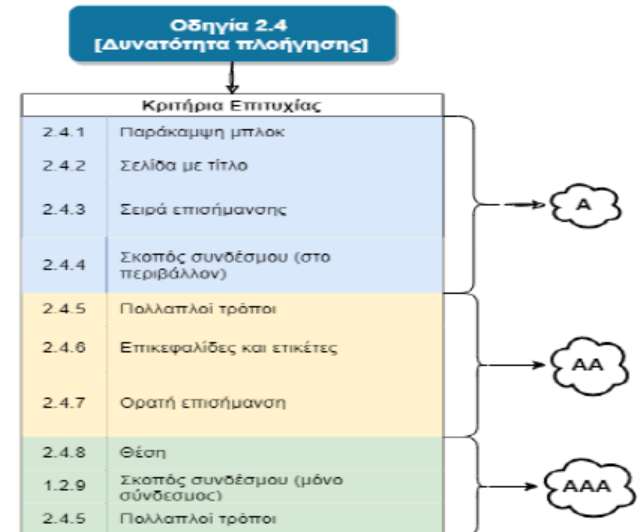 Οδηγία 2.4
[Δυνατότητα πλοήγησης]
Κριτήρια Επιτυχίας
2.4.1 Παράκαμψη μπλοκ
2.4.2 Σελίδα με τίτλο
2.4.3 Σειρά επισήμανσης
2.4.4 Σκοπός συνδέσμου (στο
περιβάλλον)
A
2.4.5 Πολλαπλοί τρόποι
2.4.6 Επικεφαλίδες και ετικέτες
2.4.7 Ορατή επισήμανση
AA
2.4.8 Θέση
1.2.9 Σκοπός συνδέσμου (μόνο
σύνδεσμος)
2.4.5 Πολλαπλοί τρόποι
AAA